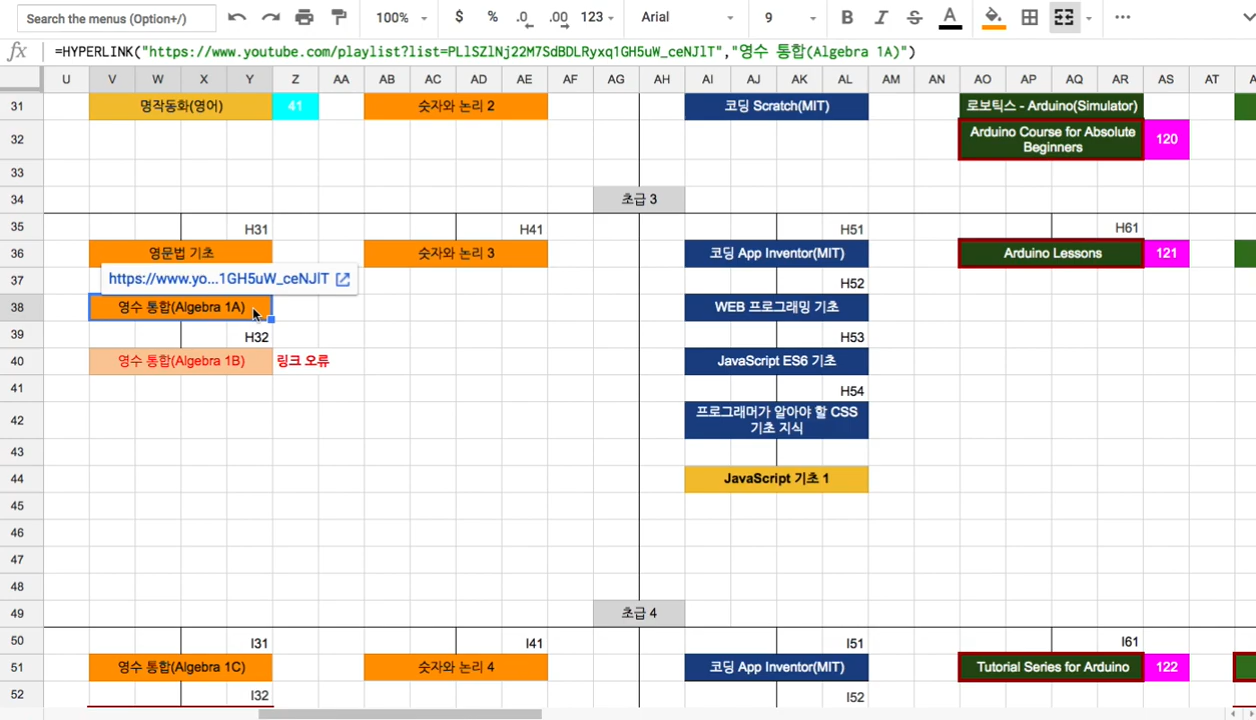 Search the menus (Option+/)
100%
$
%
.0
.00
123
Arial
9
B
I
S
A
fx
=HYPERLINK("https://www.youtube.com/playlist?list=PLlSZlNj22M7SdBDLRyxq1GH5uW_ceNJlT","영수 통합(Algebra 1A)")
U V W X Y Z AA AB AC AD AE AF AG AH AI AJ AK AL AM AN AO AP AQ AR AS AT
31 명작동화(영어) 41 숫자와 논리 2 코딩 Scratch(MIT) 로보틱스 - Arduino(Simulator)
32 Arduino Course for Absolute
Beginners 120
33
34 초급 3
35 H31 H41 H51 H61
36 영문법 기초 숫자와 논리 3 코딩 App Inventor(MIT) Arduino Lessons 121
37 https://www.yo...1GH5uW_ceNJlT H52
38 영수 통합(Algebra 1A) WEB 프로그래밍 기초
39 H32 H53
40 영수 통합(Algebra 1B) 링크 오류 JavaScript ES6 기초
41 H54
42 프로그래머가 알아야 할 CSS
기초 지식
43
44 JavaScript 기초 1
45
46
47
48
49 초급 4
50 I31 I41 I51 I61
51 영수 통합(Algebra 1C) 숫자와 논리 4 코딩 App Inventor(MIT) Tutorial Series for Arduino 122
52 I32 I52